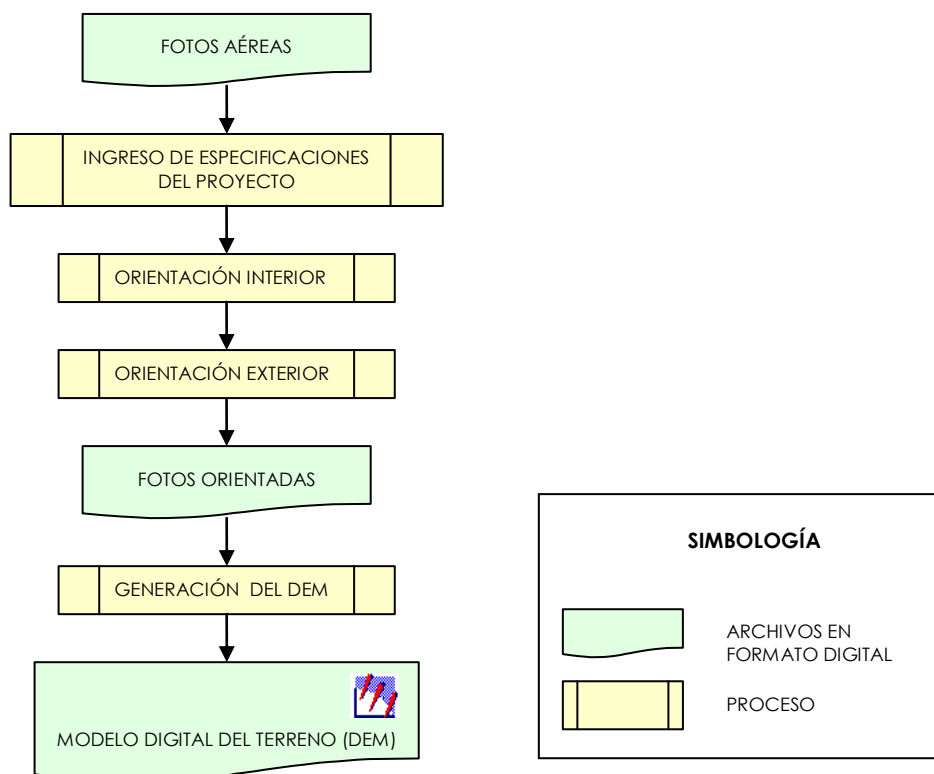 FOTOS AÉREAS
INGRESO DE ESPECIFICACIONES
DEL PROYECTO
ORIENTACIÓN INTERIOR
ORIENTACIÓN EXTERIOR
FOTOS ORIENTADAS
GENERACIÓN DEL DEM
MODELO DIGITAL DEL TERRENO (DEM)
SIMBOLOGÍA
ARCHIVOS EN
FORMATO DIGITAL
PROCESO